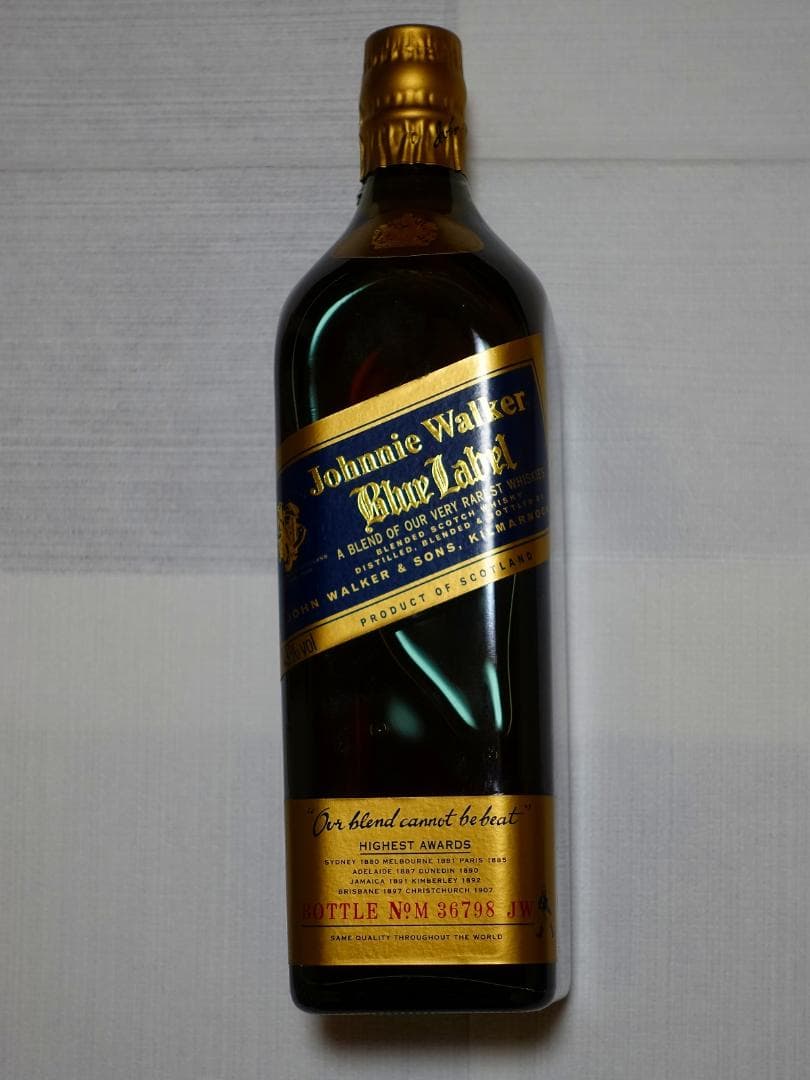 Johnnie Walker
Blue Label
A BLEND OF OUR VERY RAREST WHISKIES
BLENDED SCOTCH WHISKY
DISTILLED, BLENDED & BOTTLED BY
JOHN WALKER & SONS, KILMARNOCK
PRODUCT OF SCOTLAND
% vol
"Our blend cannot be beat"
HIGHEST AWARDS
SYDNEY 1880 MELBOURNE 1881 PARIS 1885
ADELAIDE 1887 DUNEDIN 1890
JAMAICA 1891 KIMBERLEY 1892
BRISBANE 1897 CHRISTCHURCH 1907
BOTTLE NºM 36798 JW
SAME QUALITY THROUGHOUT THE WORLD